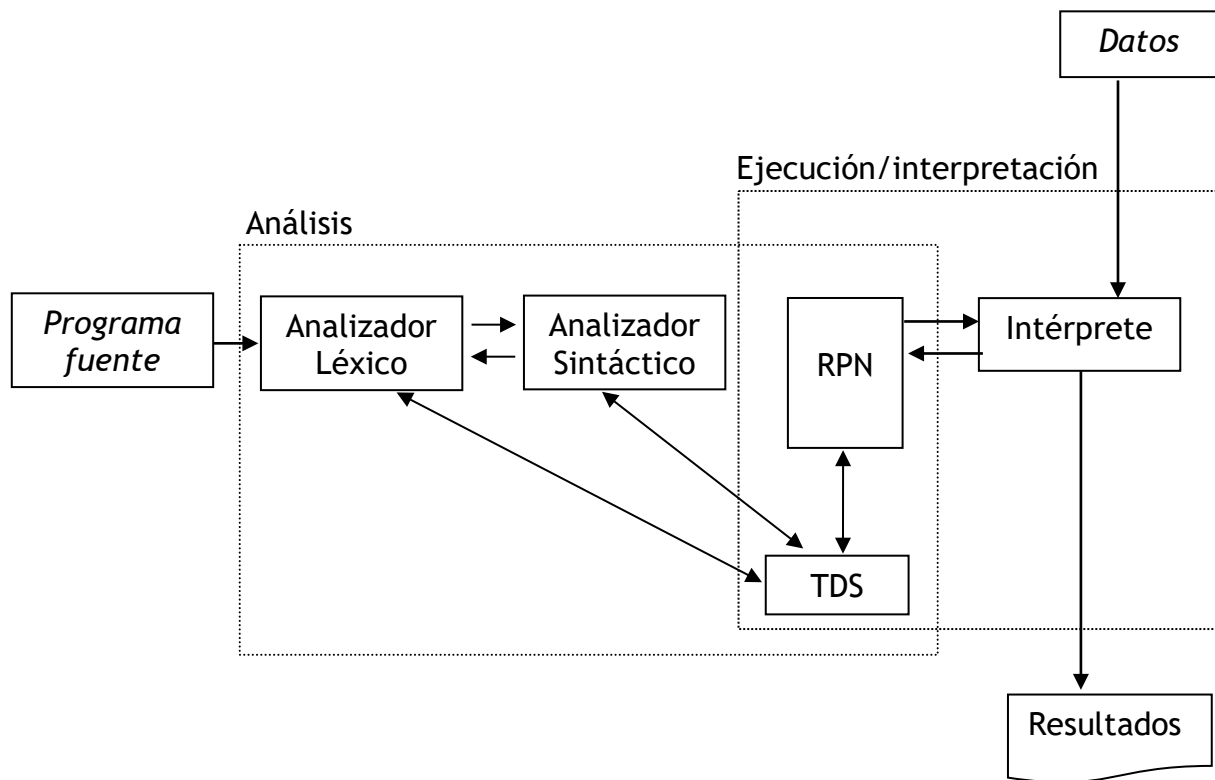 Datos
Ejecución/interpretación
Análisis
Programa
fuente
Analizador
Léxico
Analizador
Sintáctico
RPN
Intérprete
TDS
Resultados